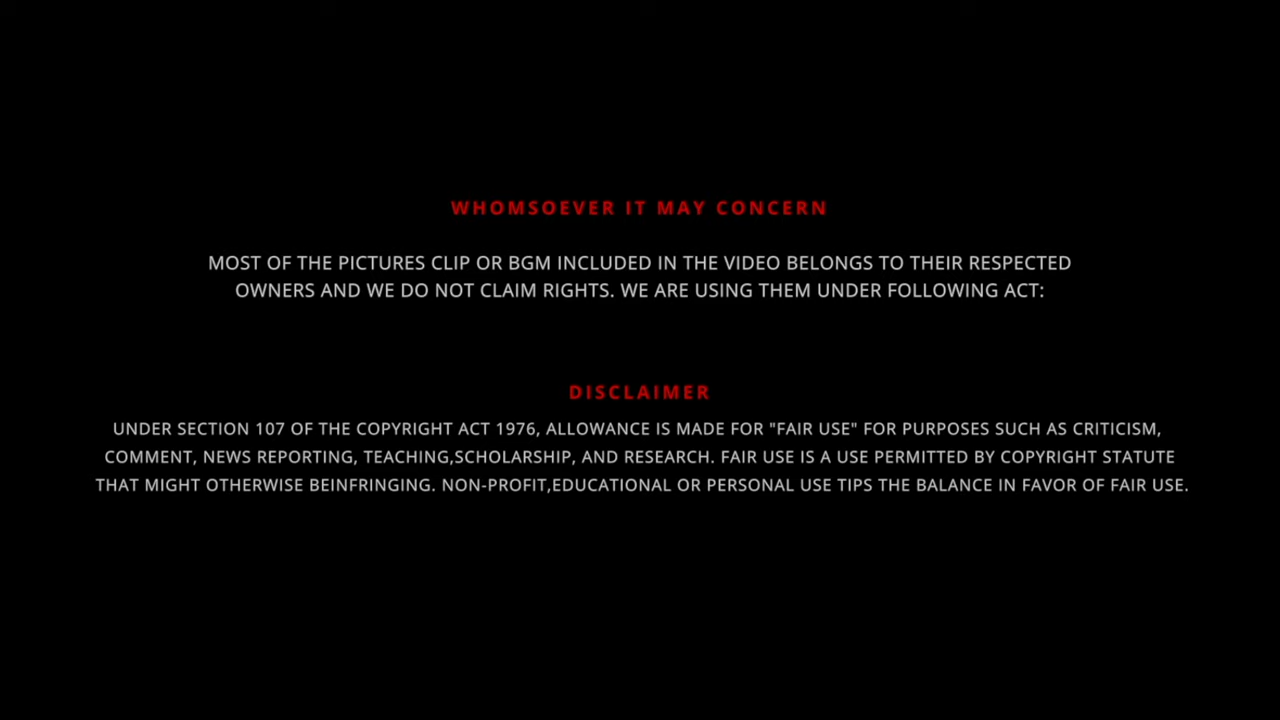 WHOMSOEVER IT MAY CONCERN
MOST OF THE PICTURES CLIP OR BGM INCLUDED IN THE VIDEO BELONGS TO THEIR RESPECTED
OWNERS AND WE DO NOT CLAIM RIGHTS. WE ARE USING THEM UNDER FOLLOWING ACT:
DISCLAIMER
UNDER SECTION 107 OF THE COPYRIGHT ACT 1976, ALLOWANCE IS MADE FOR "FAIR USE" FOR PURPOSES SUCH AS CRITICISM,
COMMENT, NEWS REPORTING, TEACHING,SCHOLARSHIP, AND RESEARCH. FAIR USE IS A USE PERMITTED BY COPYRIGHT STATUTE
THAT MIGHT OTHERWISE BEINFRINGING. NON-PROFIT,EDUCATIONAL OR PERSONAL USE TIPS THE BALANCE IN FAVOR OF FAIR USE.